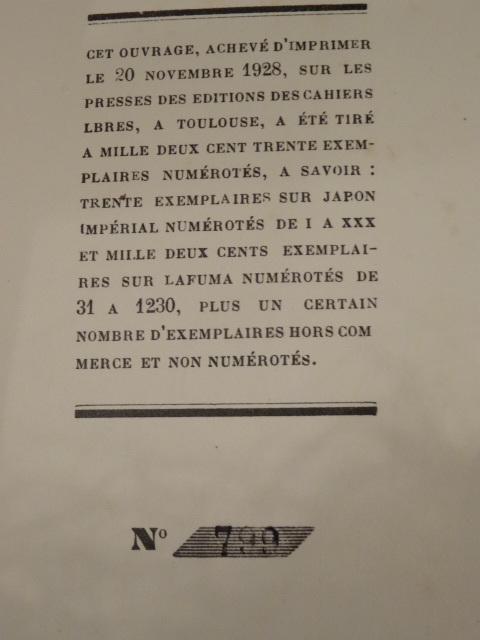 CET OUVRAGE, ACHEVÉ D'IMPRIMER
LE 20 NOVEMBRE 1928, SUR LES
PRESSES DES EDITIONS DES CAHIERS
LBRES, A TOULOUSE, A ÉTÉ TIRÉ
A MILLE DEUX CENT TRENTE EXEM-
PLAIRES NUMÉROTÉS, A SAVOIR :
TRENTE EXEMPLAIRES SUR JAPON
IMPÉRIAL NUMÉROTÉS DE I A XXX
ET MILLE DEUX CENTS EXEMPLAI-
RES SUR LAFUMA NUMÉROTÉS DE
31 A 1230, PLUS UN CERTAIN
NOMBRE D'EXEMPLAIRES HORS COM
MERCE ET NON NUMÉROTÉS.
Nº 799